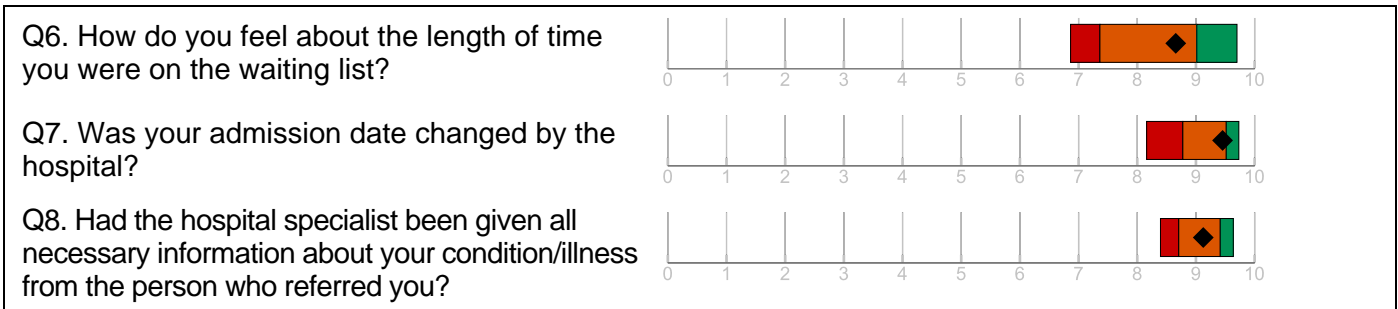 Q6. How do you feel about the length of time
you were on the waiting list?
0 1 2 3 4 5 6 7 8 9 10
Q7. Was your admission date changed by the
hospital?
0 1 2 3 4 5 6 7 8 9 10
Q8. Had the hospital specialist been given all
necessary information about your condition/illness
from the person who referred you?
0 1 2 3 4 5 6 7 8 9 10